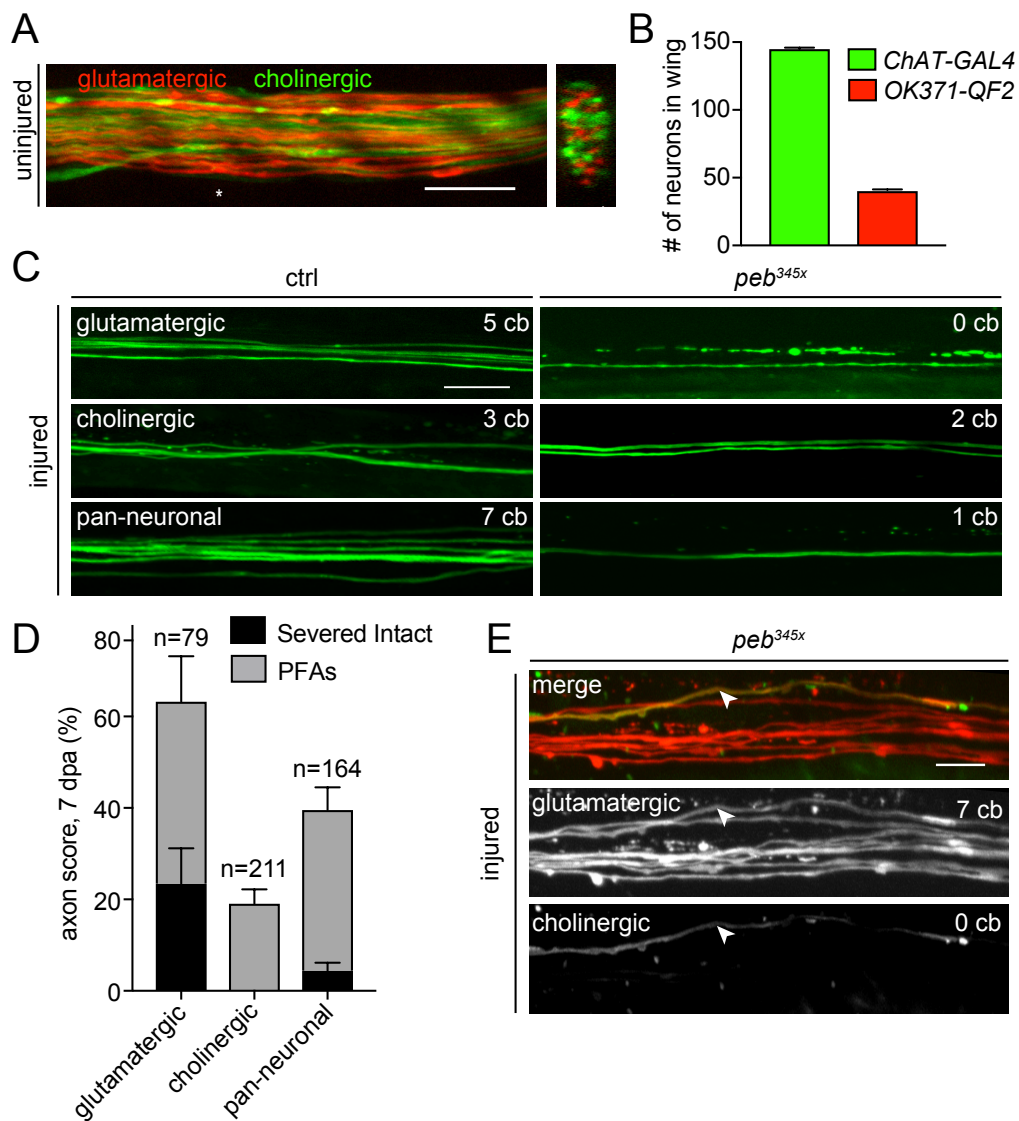 A
uninjured
glutamatergic cholinergic
*
B
# of neurons in wing
150
100
50
0
ChAT-GAL4
OK371-QF2
C
ctrl
peb345x
injured
glutamatergic 5 cb
0 cb
cholinergic 3 cb
2 cb
pan-neuronal 7 cb
1 cb
D
axon score, 7 dpa (%)
80
60
40
20
0
n=79
n=211
n=164
Severed Intact
PFAs
glutamatergic
cholinergic
pan-neuronal
E
peb345x
injured
merge
glutamatergic 7 cb
cholinergic 0 cb